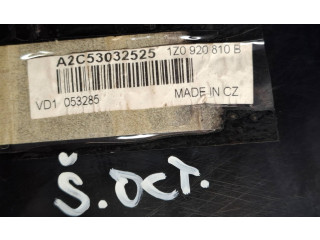 A2C53032525 1Z0 920 810 B
VD1 053285 MADE IN CZ
Š. OCT.